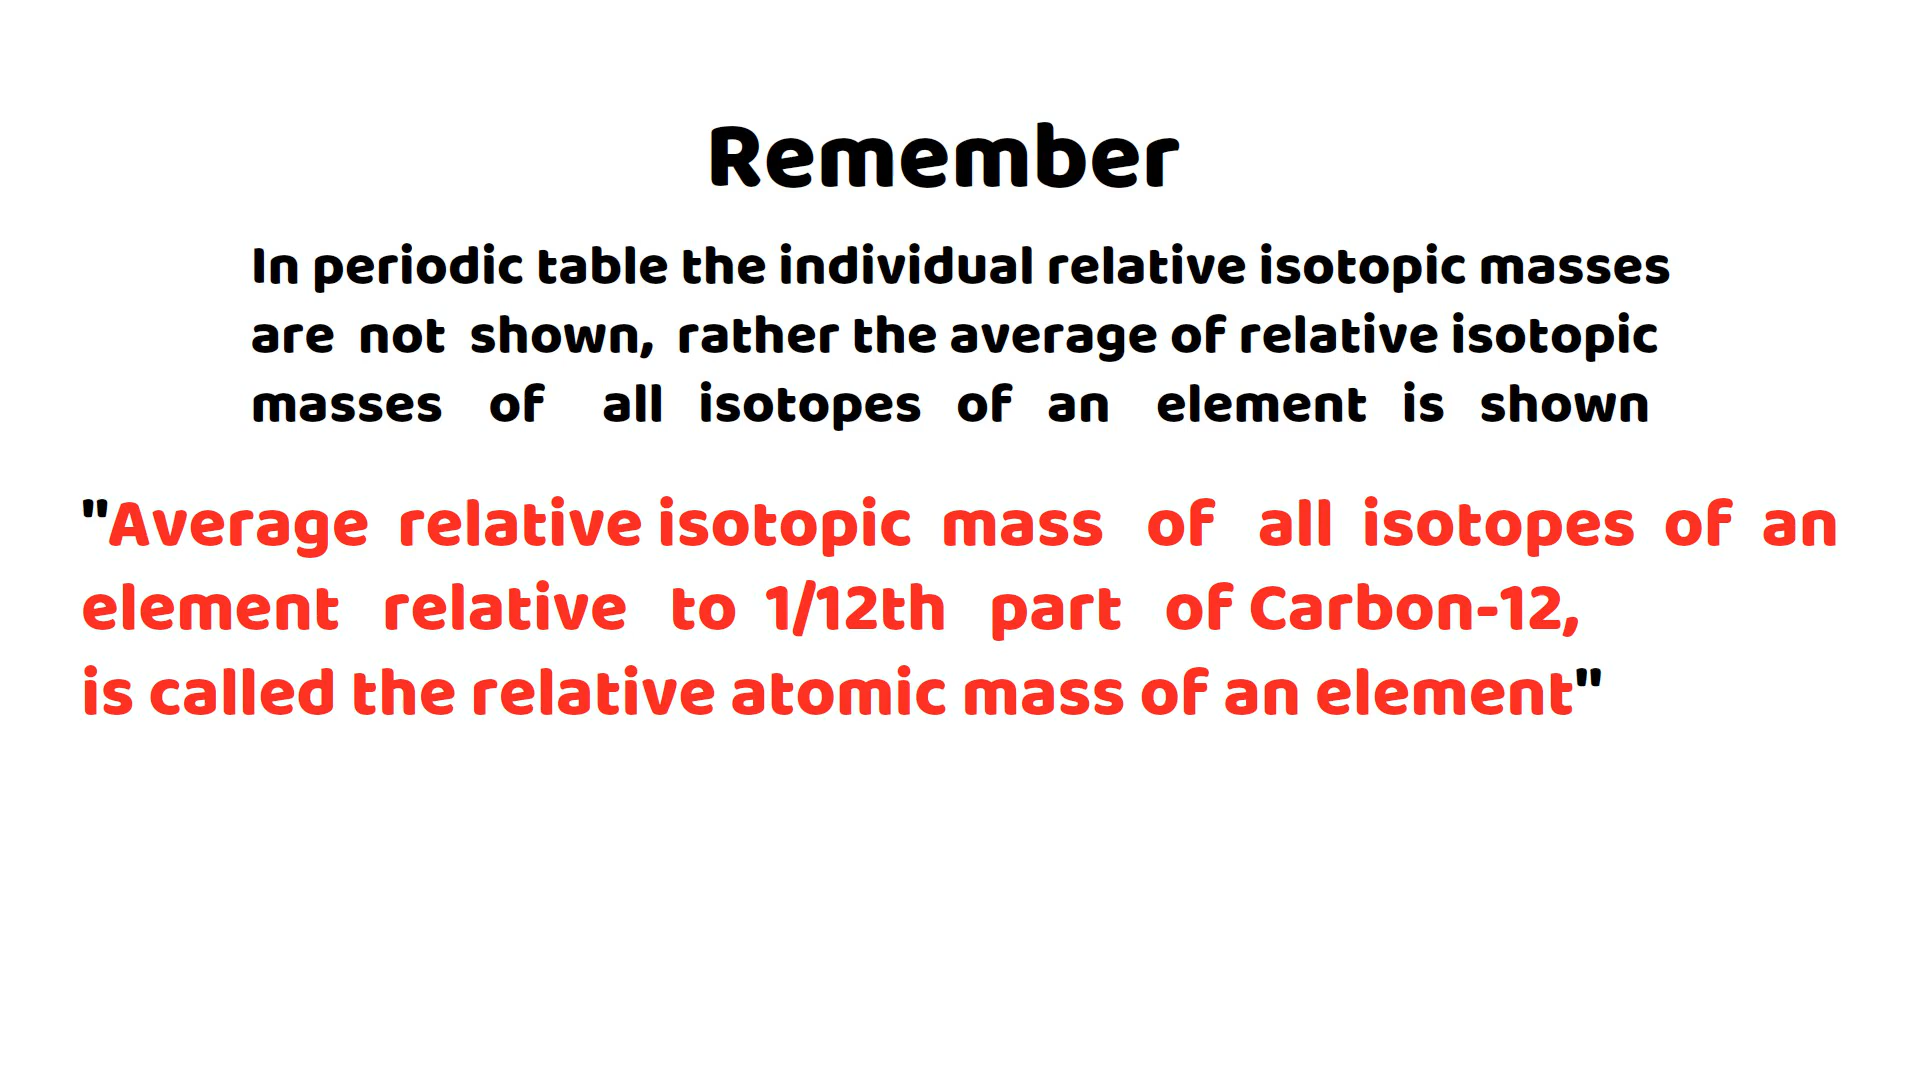 Remember
In periodic table the individual relative isotopic masses
are not shown, rather the average of relative isotopic
masses of all isotopes of an element is shown
"Average relative isotopic mass of all isotopes of an
element relative to 1/12th part of Carbon-12,
is called the relative atomic mass of an element"